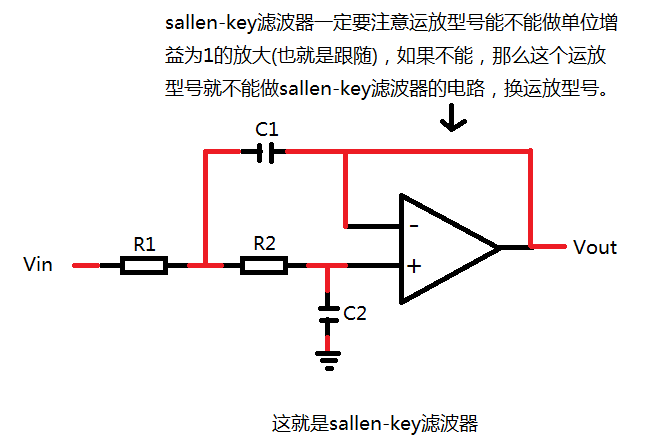 sallen-key滤波器一定要注意运放型号能不能做单位增
益为1的放大(也就是跟随)，如果不能，那么这个运放
型号就不能做sallen-key滤波器的电路，换运放型号。
C1
-
R1
R2
Vout
Vin
+
C2
这就是sallen-key滤波器